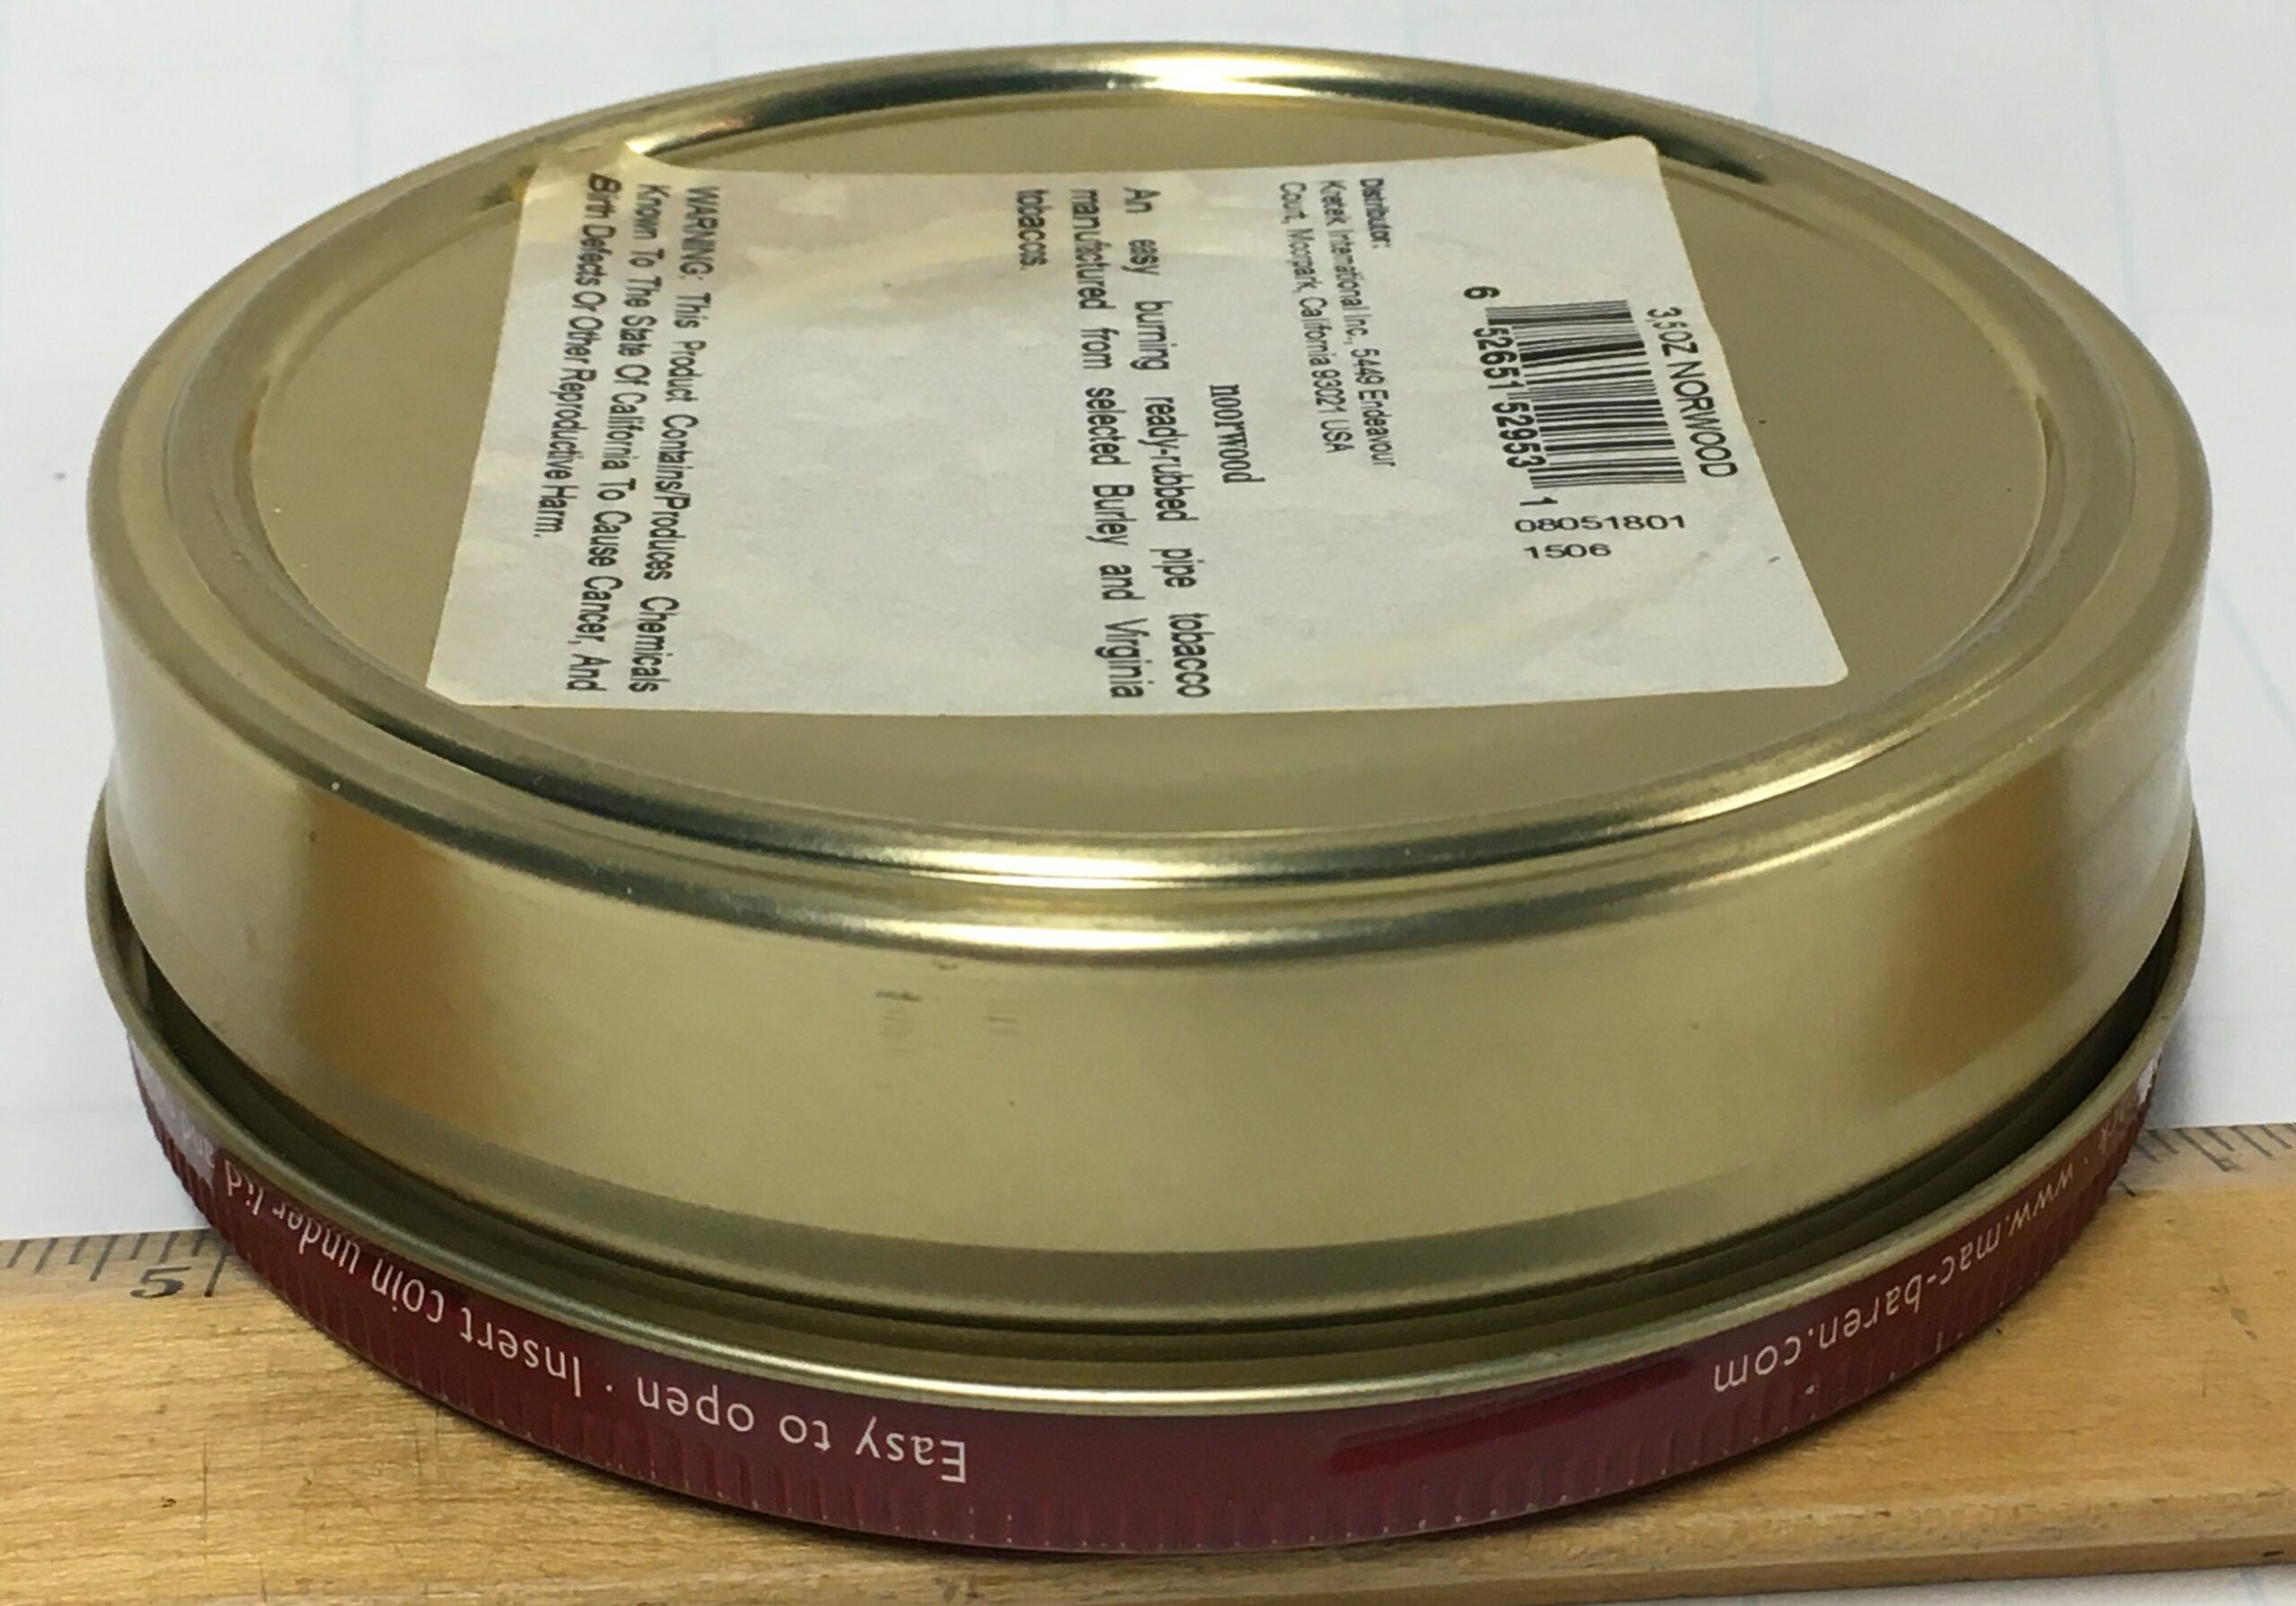 3,5OZ NORWOOD
6 52651 52953 1
08051801
1506
Distributor:
Kretek International Inc., 5449 Endeavour
Court, Moorpark, California 93021 USA
noorwood
An easy burning ready-rubbed pipe tobacco
manufactured from selected Burley and Virginia
tobaccos.
WARNING: This Product Contains/Produces Chemicals
Known To The State Of California To Cause Cancer, And
Birth Defects Or Other Reproductive Harm.
Easy to open · Insert coin under lid and
www.mac-baren.com
5